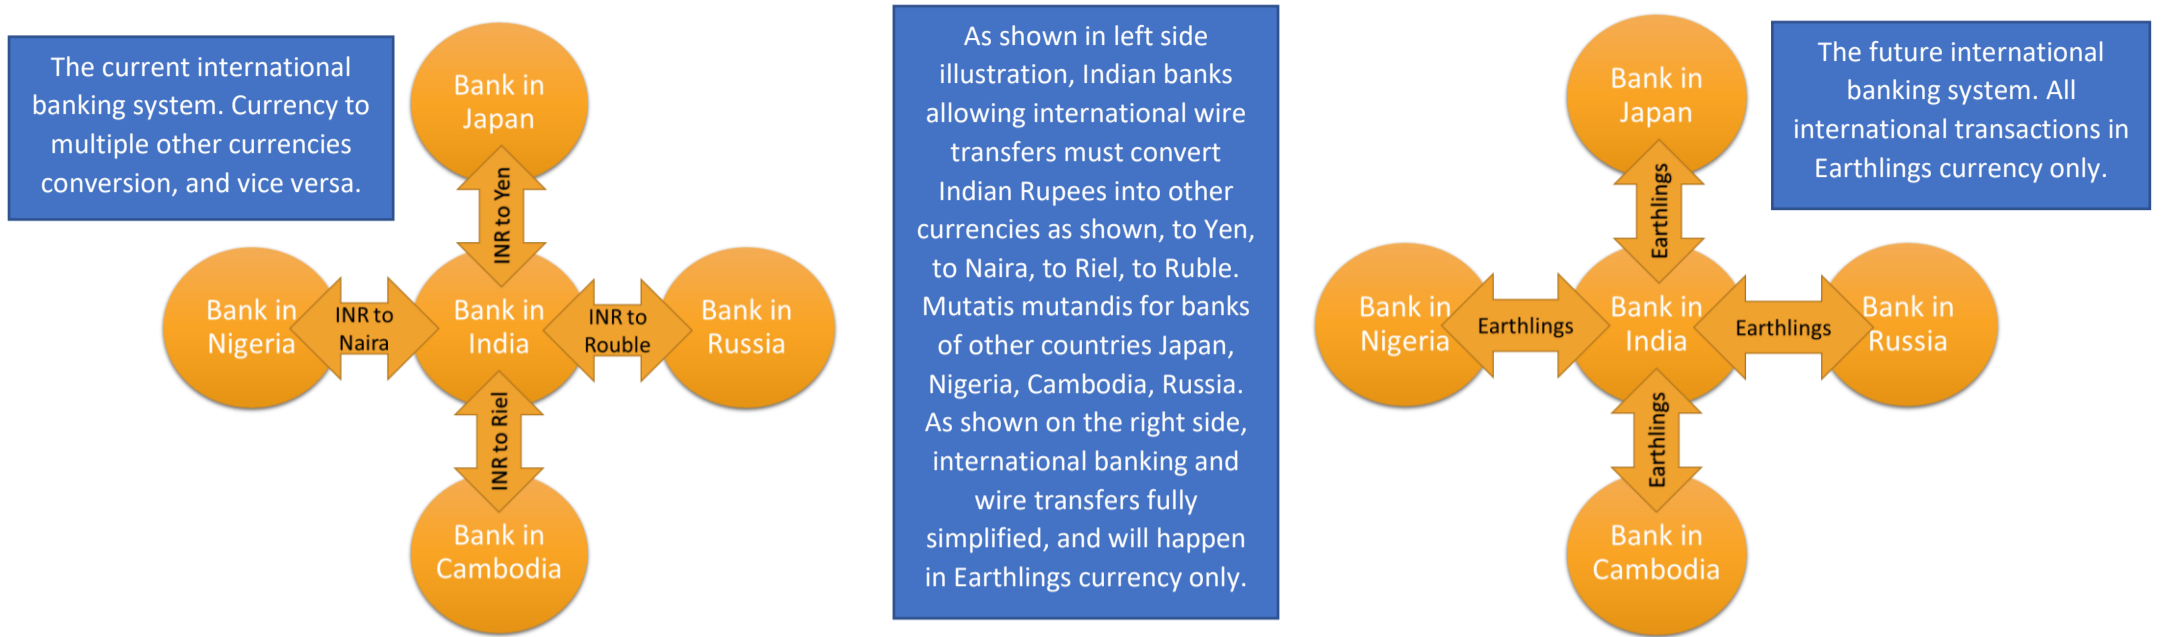 The current international
banking system. Currency to
multiple other currencies
conversion, and vice versa.
Bank in
Japan
INR to Yen
Bank in
Nigeria
INR to
Naira
Bank in
India
INR to
Rouble
Bank in
Russia
INR to Riel
Bank in
Cambodia
As shown in left side
illustration, Indian banks
allowing international wire
transfers must convert
Indian Rupees into other
currencies as shown, to Yen,
to Naira, to Riel, to Ruble.
Mutatis mutandis for banks
of other countries Japan,
Nigeria, Cambodia, Russia.
As shown on the right side,
international banking and
wire transfers fully
simplified, and will happen
in Earthlings currency only.
Bank in
Japan
Earthlings
Bank in
Nigeria
Earthlings
Bank in
India
Earthlings
Bank in
Russia
Earthlings
Bank in
Cambodia
The future international
banking system. All
international transactions in
Earthlings currency only.